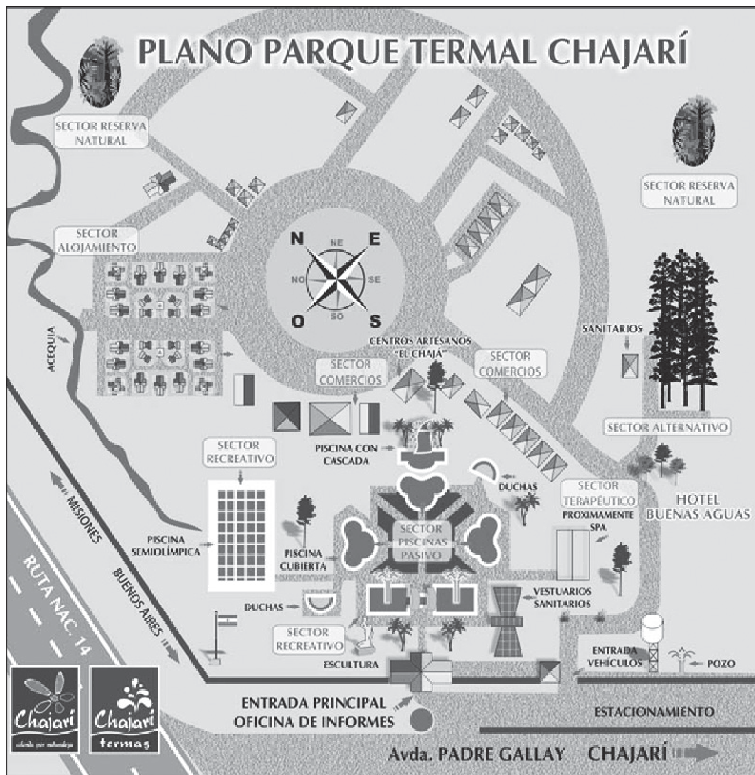 PLANO PARQUE TERMAL CHAJARÍ
SECTOR RESERVA
NATURAL
SECTOR RESERVA
NATURAL
SECTOR
ALOJAMIENTO
N
NE
E
NO
SE
O
SO
S
ACEQUIA
CENTROS ARTESANOS
"EL CHAJÁ"
SECTOR
COMERCIOS
SECTOR
COMERCIOS
SANITARIOS
SECTOR ALTERNATIVO
SECTOR
RECREATIVO
PISCINA CON
CASCADA
DUCHAS
SECTOR
TERAPÉUTICO
PROXIMAMENTE
SPA
HOTEL
BUENAS AGUAS
MISIONES
BUENOS AIRES
RUTA NAC. 14
PISCINA
SEMIOLÍMPICA
PISCINA
CUBIERTA
SECTOR
PISCINAS
PASIVO
DUCHAS
VESTUARIOS
SANITARIOS
SECTOR
RECREATIVO
ESCULTURA
ENTRADA
VEHÍCULOS
POZO
ENTRADA PRINCIPAL
OFICINA DE INFORMES
ESTACIONAMIENTO
Avda. PADRE GALLAY CHAJARÍ
Chajarí
Chajarí
termas